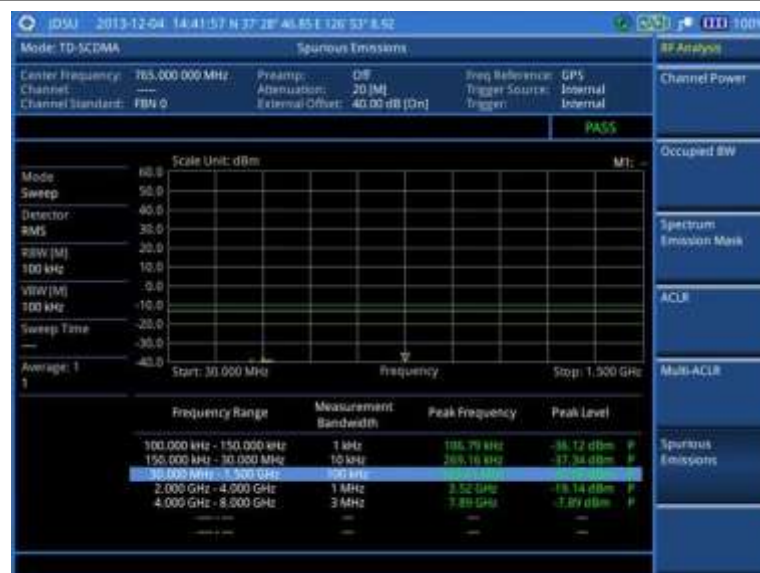 JDSU 2013-12-04 14:41:57 N 37° 28' 46.85 E 126° 53' 8.92 100%
Mode: TD-SCDMA
Spurious Emissions
RF Analysis
Center Frequency: 765.000 000 MHz
Preamp: Off
Freq Reference: GPS
Channel: ----
Attenuation: 20 [M]
Trigger Source: Internal
Channel Standard: FBN 0
External Offset: 40.00 dB [On]
Trigger: Internal
PASS
Channel Power
Occupied BW
Spectrum
Emission Mask
ACLR
Multi-ACLR
Spurious
Emissions
Mode
Sweep
Detector
RMS
RBW [M]
100 kHz
VBW [M]
100 kHz
Sweep Time
---
Average: 1
1
Scale Unit: dBm
M1: --
60.0
50.0
40.0
30.0
20.0
10.0
0.0
-10.0
-20.0
-30.0
-40.0
Start: 30.000 MHz
Frequency
Stop: 1.500 GHz
Frequency Range
Measurement
Bandwidth
Peak Frequency
Peak Level
100.000 kHz - 150.000 kHz 1 kHz 106.79 kHz -36.12 dBm P
150.000 kHz - 30.000 MHz 10 kHz 269.16 kHz -37.34 dBm P
30.000 MHz - 1.500 GHz 100 kHz
2.000 GHz - 4.000 GHz 1 MHz 3.52 GHz -19.14 dBm P
4.000 GHz - 8.000 GHz 3 MHz 7.89 GHz -7.89 dBm P